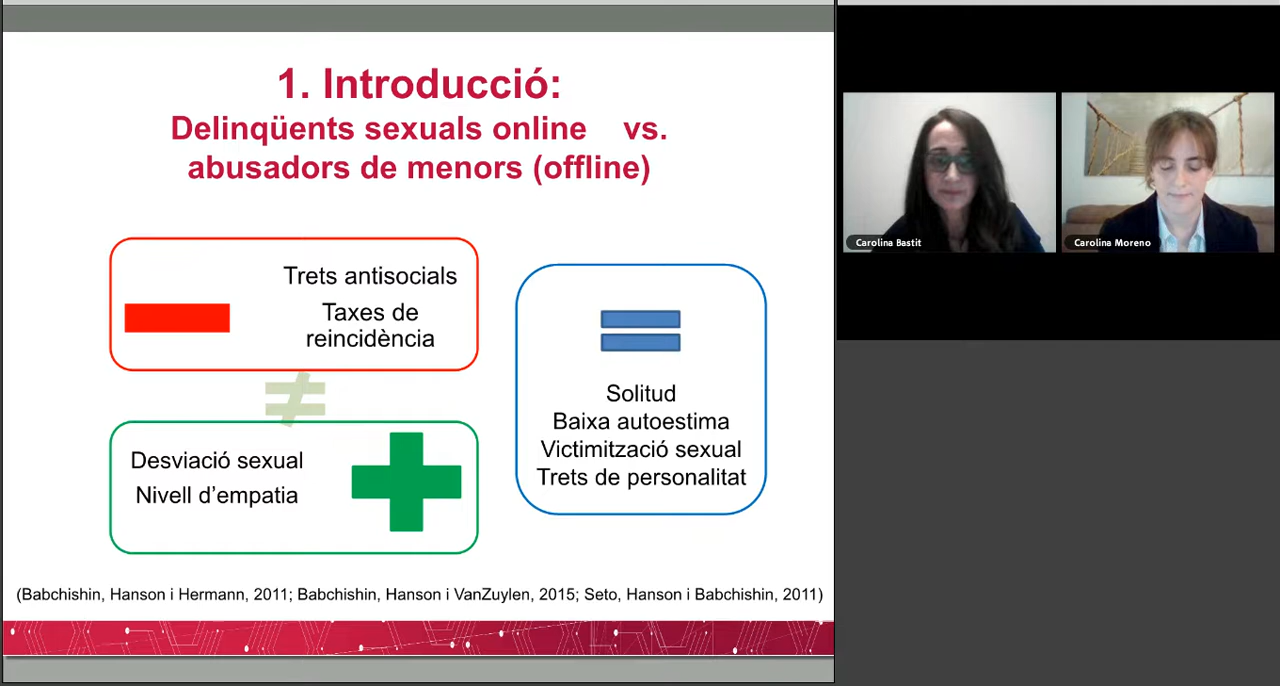 1. Introducció:
Delinqüents sexuals online vs.
abusadors de menors (offline)
Trets antisocials
Taxes de
reincidència
≠
Desviació sexual
Nivell d'empatia
Solitud
Baixa autoestima
Victimització sexual
Trets de personalitat
(Babchishin, Hanson i Hermann, 2011; Babchishin, Hanson i VanZuylen, 2015; Seto, Hanson i Babchishin, 2011)
Carolina Bastit
Carolina Moreno